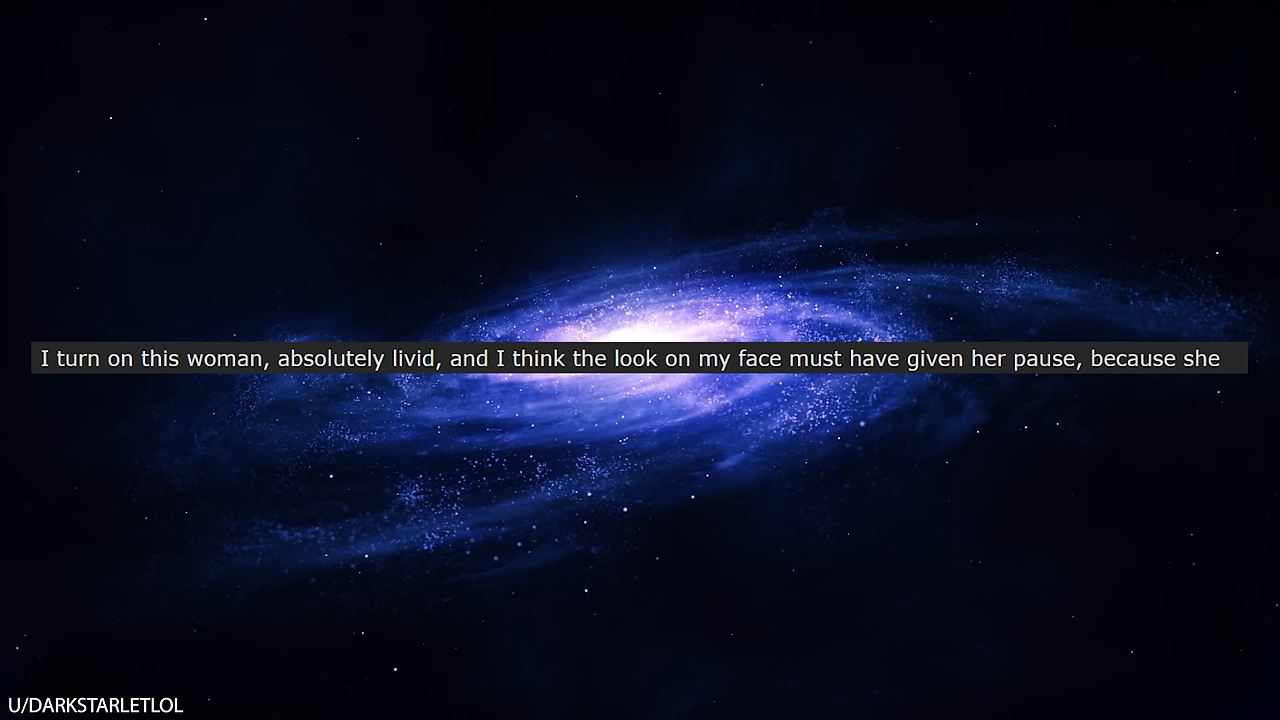 I turn on this woman, absolutely livid, and I think the look on my face must have given her pause, because she
U/DARKSTARLETLOL